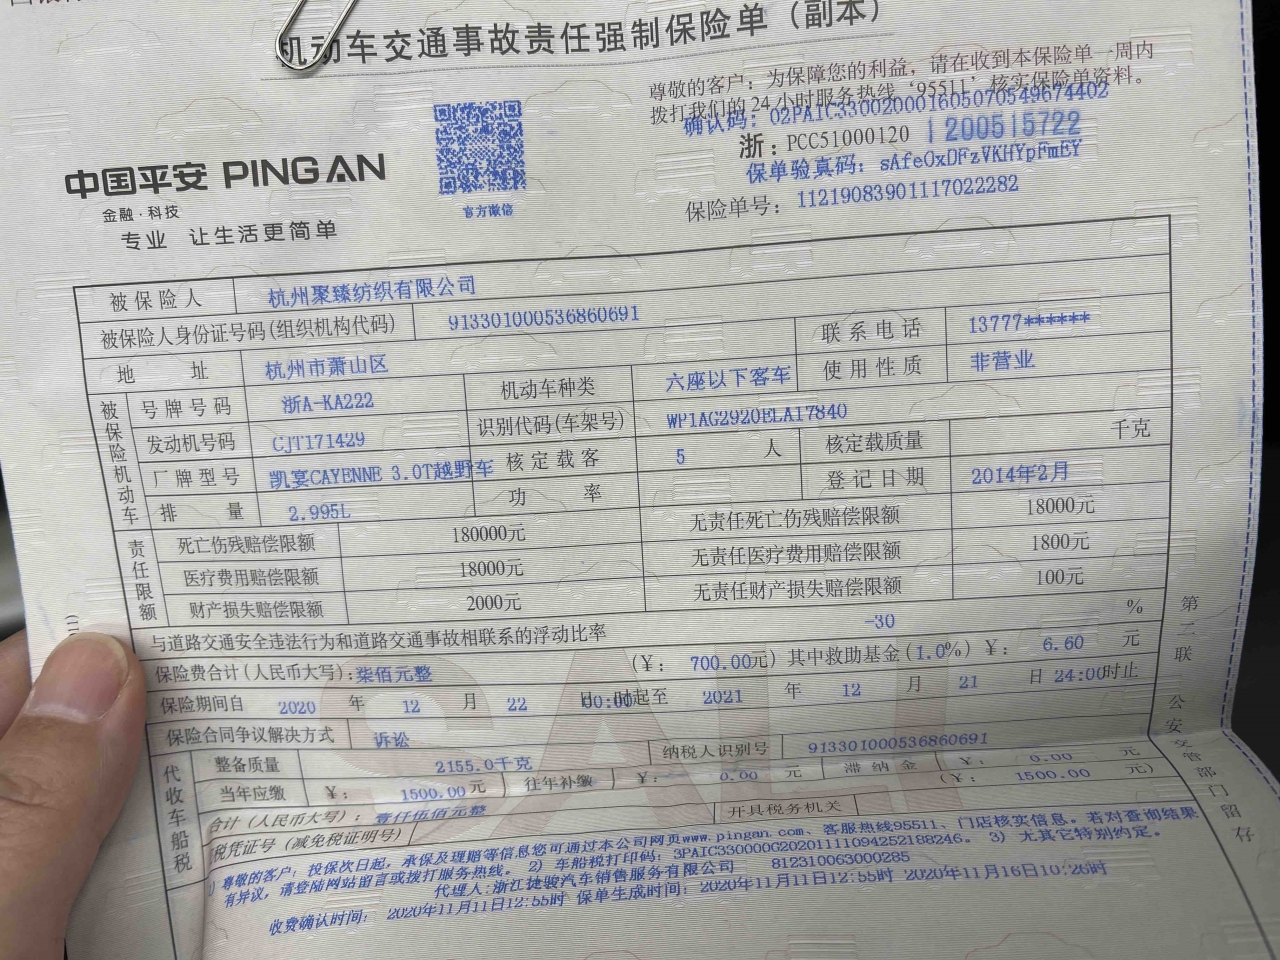 机动车交通事故责任强制保险单（副本）
尊敬的客户：为保障您的利益，请在收到本保险单一周内
拨打我们的24小时服务热线‘95511’核实保险单资料。
确认码：02PAIC330020001605070549674402
浙：PCC51000120 1200515722
保单验真码：sAfeOxDFzVKHYpFmEY
保险单号：11219083901117022282
中国平安 PING AN
金融·科技
专业 让生活更简单
官方微信
被保险人 杭州聚臻纺织有限公司
被保险人身份证号码(组织机构代码) 913301000536860691
地址 杭州市萧山区 联系电话 13777******
被保险机动车
号牌号码 浙A-KA222 机动车种类 六座以下客车 使用性质 非营业
发动机号码 CJT171429 识别代码(车架号) WP1AG2920ELA17840
厂牌型号 凯宴CAYENNE 3.0T越野车 核定载客 5 人 核定载质量 千克
排量 2.995L 功率 登记日期 2014年2月
责任限额
死亡伤残赔偿限额 180000元 无责任死亡伤残赔偿限额 18000元
医疗费用赔偿限额 18000元 无责任医疗费用赔偿限额 1800元
财产损失赔偿限额 2000元 无责任财产损失赔偿限额 100元
与道路交通安全违法行为和道路交通事故相联系的浮动比率 -30 %
保险费合计(人民币大写)：柒佰元整 (￥： 700.00元) 其中救助基金(1.0%) ￥： 6.60 元
保险期间自 2020 年 12 月 22 日 00:00 时起至 2021 年 12 月 21 日 24:00时止
保险合同争议解决方式 诉讼
代收车船税
整备质量 2155.0千克 纳税人识别号 913301000536860691
当年应缴 ￥： 1500.00 元 往年补缴 ￥： 0.00 元 滞纳金 ￥： 0.00 元
合计(人民币大写)：壹仟伍佰元整 (￥： 1500.00 元)
税凭证号(减免税证明号) 开具税务机关
1) 尊敬的客户：投保次日起，承保及理赔等信息您可通过本公司网页www.pingan.com、客服热线95511、门店核实信息。若对查询结果
有异议，请登陆网站留言或拨打服务热线。 2) 车船税打印码：3PAIC330000G20201111094252188246。 3) 尤其它特别约定。
代理人：浙江捷骏汽车销售服务有限公司 812310063000285
收费确认时间： 2020年11月11日12:55时 保单生成时间：2020年11月11日12:55时 2020年11月16日10:26时
第二联 公安交管部门留存